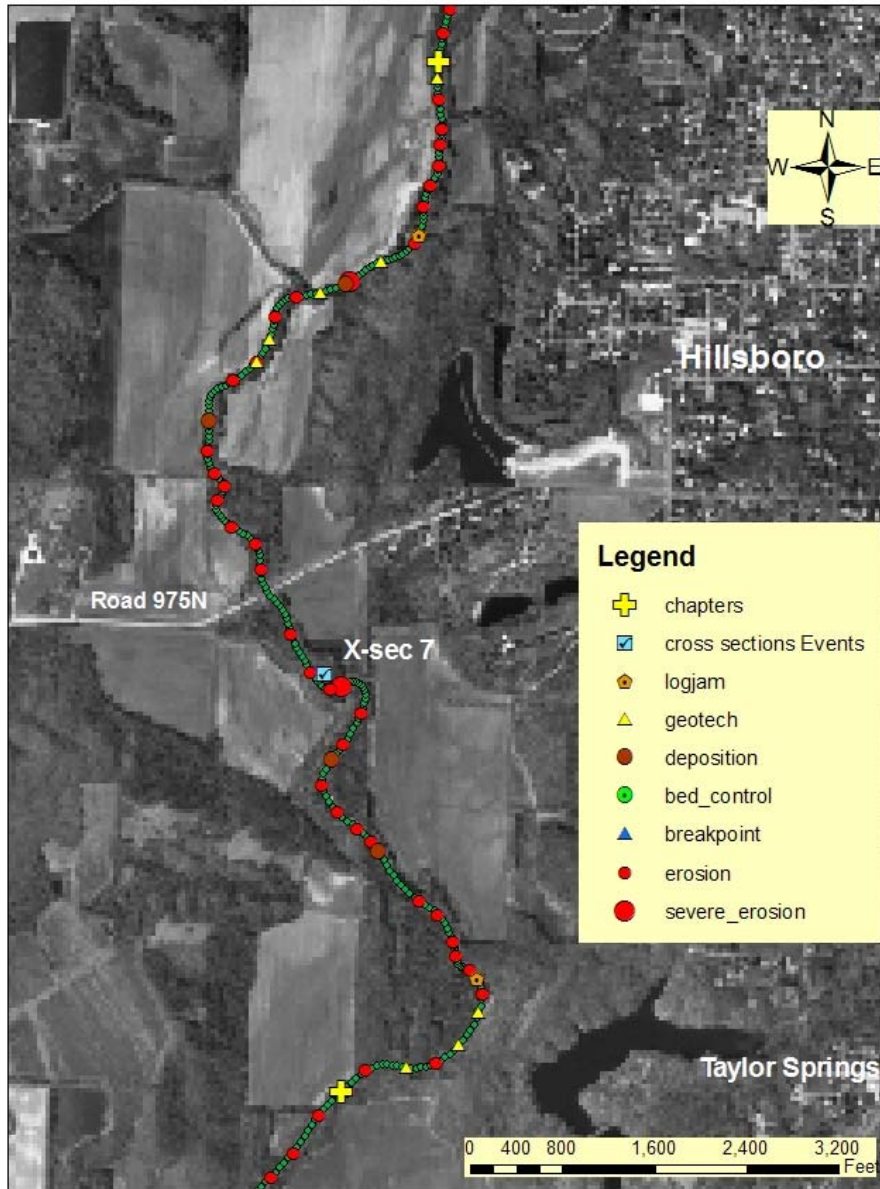 N
W E
S
Hillsboro
Legend
chapters
cross sections Events
logjam
geotech
deposition
bed_control
breakpoint
erosion
severe_erosion
Road 975N
X-sec 7
Taylor Springs
0 400 800 1,600 2,400 3,200
Feet